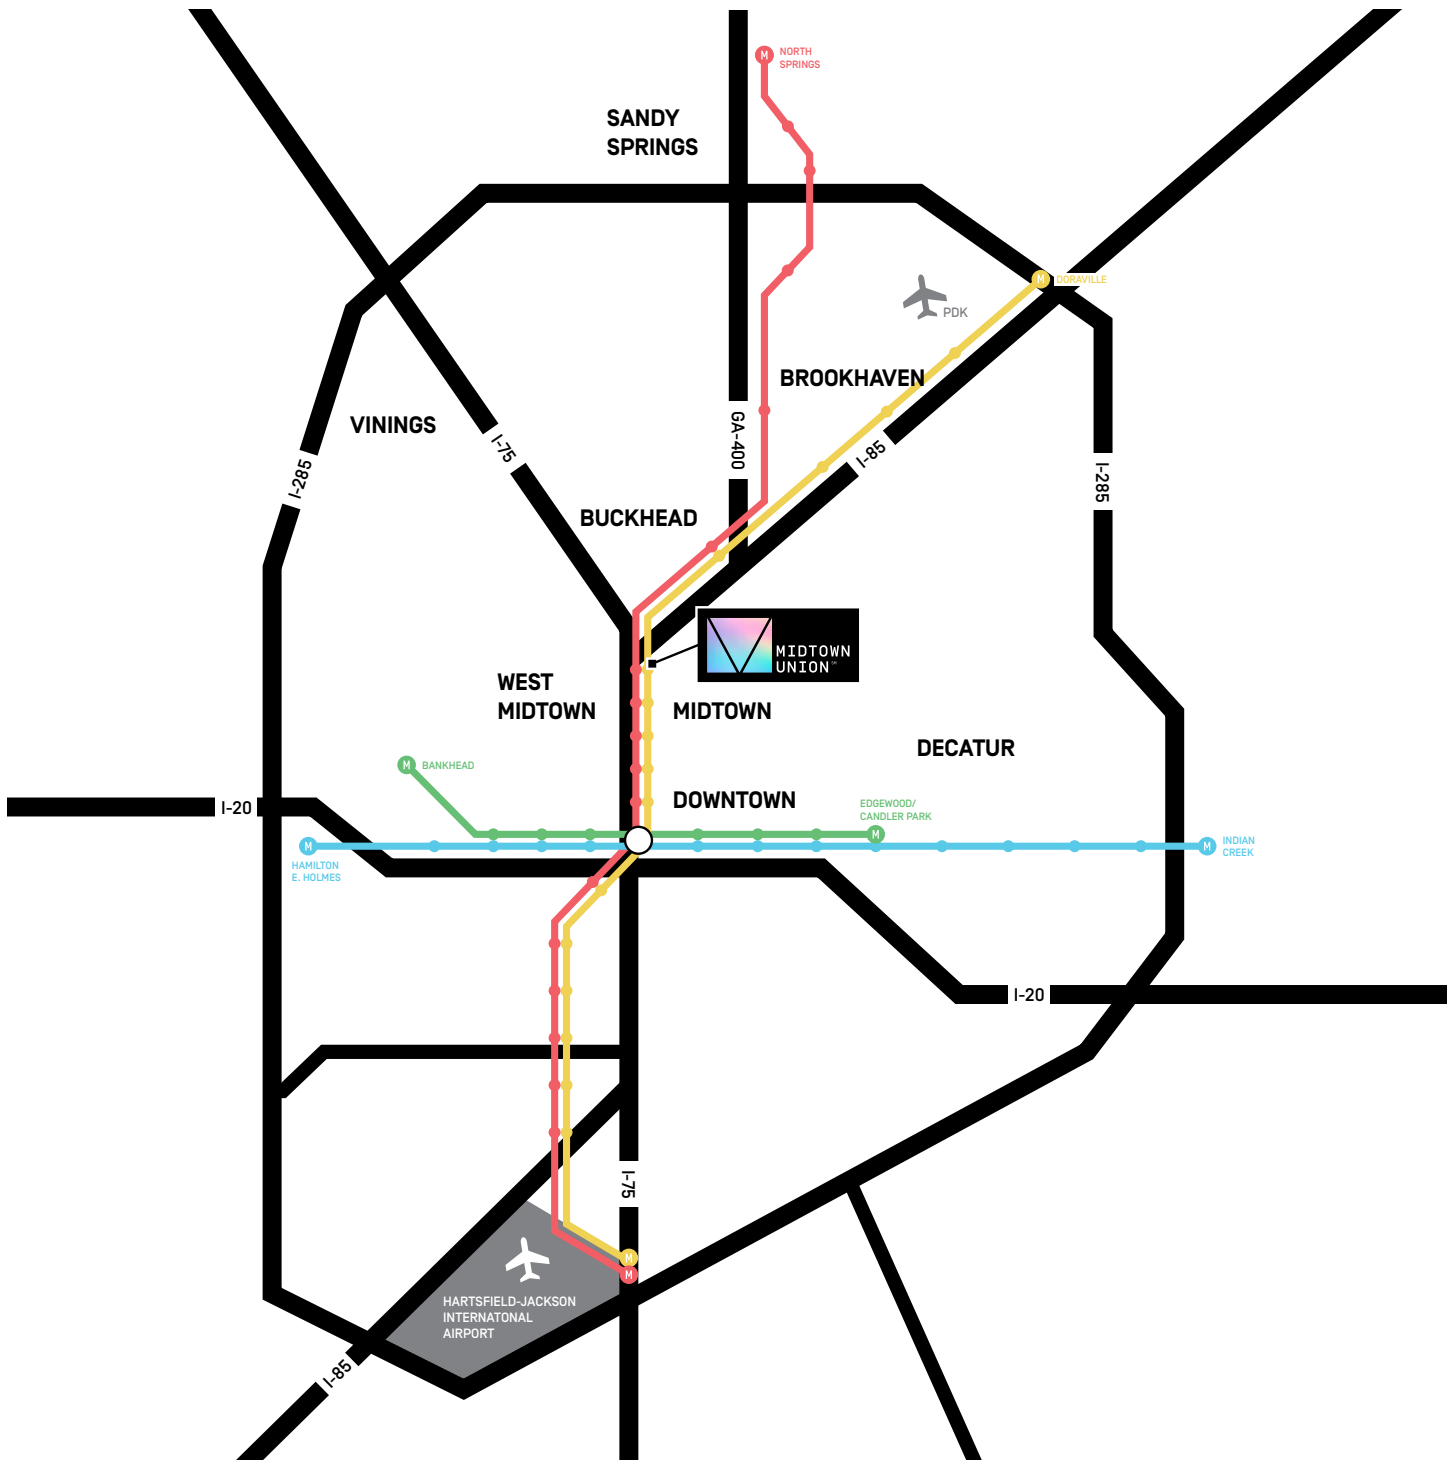 M
NORTH
SPRINGS
SANDY
SPRINGS
M
DORAVILLE
PDK
BROOKHAVEN
VININGS
GA-400
I-75
I-85
I-285
I-285
BUCKHEAD
MIDTOWN
UNION℠
WEST
MIDTOWN
MIDTOWN
DECATUR
M
BANKHEAD
DOWNTOWN
EDGEWOOD/
CANDLER PARK
M
I-20
M
HAMILTON
E. HOLMES
M
INDIAN
CREEK
I-20
I-75
M
M
HARTSFIELD-JACKSON
INTERNATONAL
AIRPORT
I-85